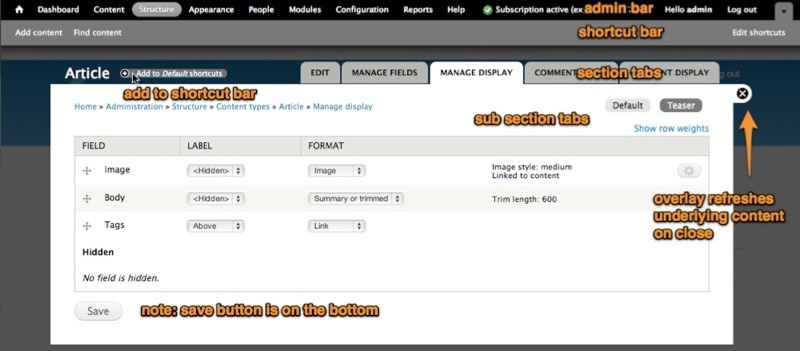 Dashboard Content Structure Appearance People Modules Configuration Reports Help Subscription active (ex admin bar Hello admin Log out
Add content Find content shortcut bar Edit shortcuts
Article Add to Default shortcuts EDIT MANAGE FIELDS MANAGE DISPLAY COMMENT section tabs DISPLAY out
add to shortcut bar
Home » Administration » Structure » Content types » Article » Manage display
Default Teaser
sub section tabs
Show row weights
FIELD LABEL FORMAT
Image <Hidden> Image Image style: medium
Linked to content
Body <Hidden> Summary or trimmed Trim length: 600
overlay refreshes
underlying content
on close
Tags Above Link
Hidden
No field is hidden.
Save note: save button is on the bottom